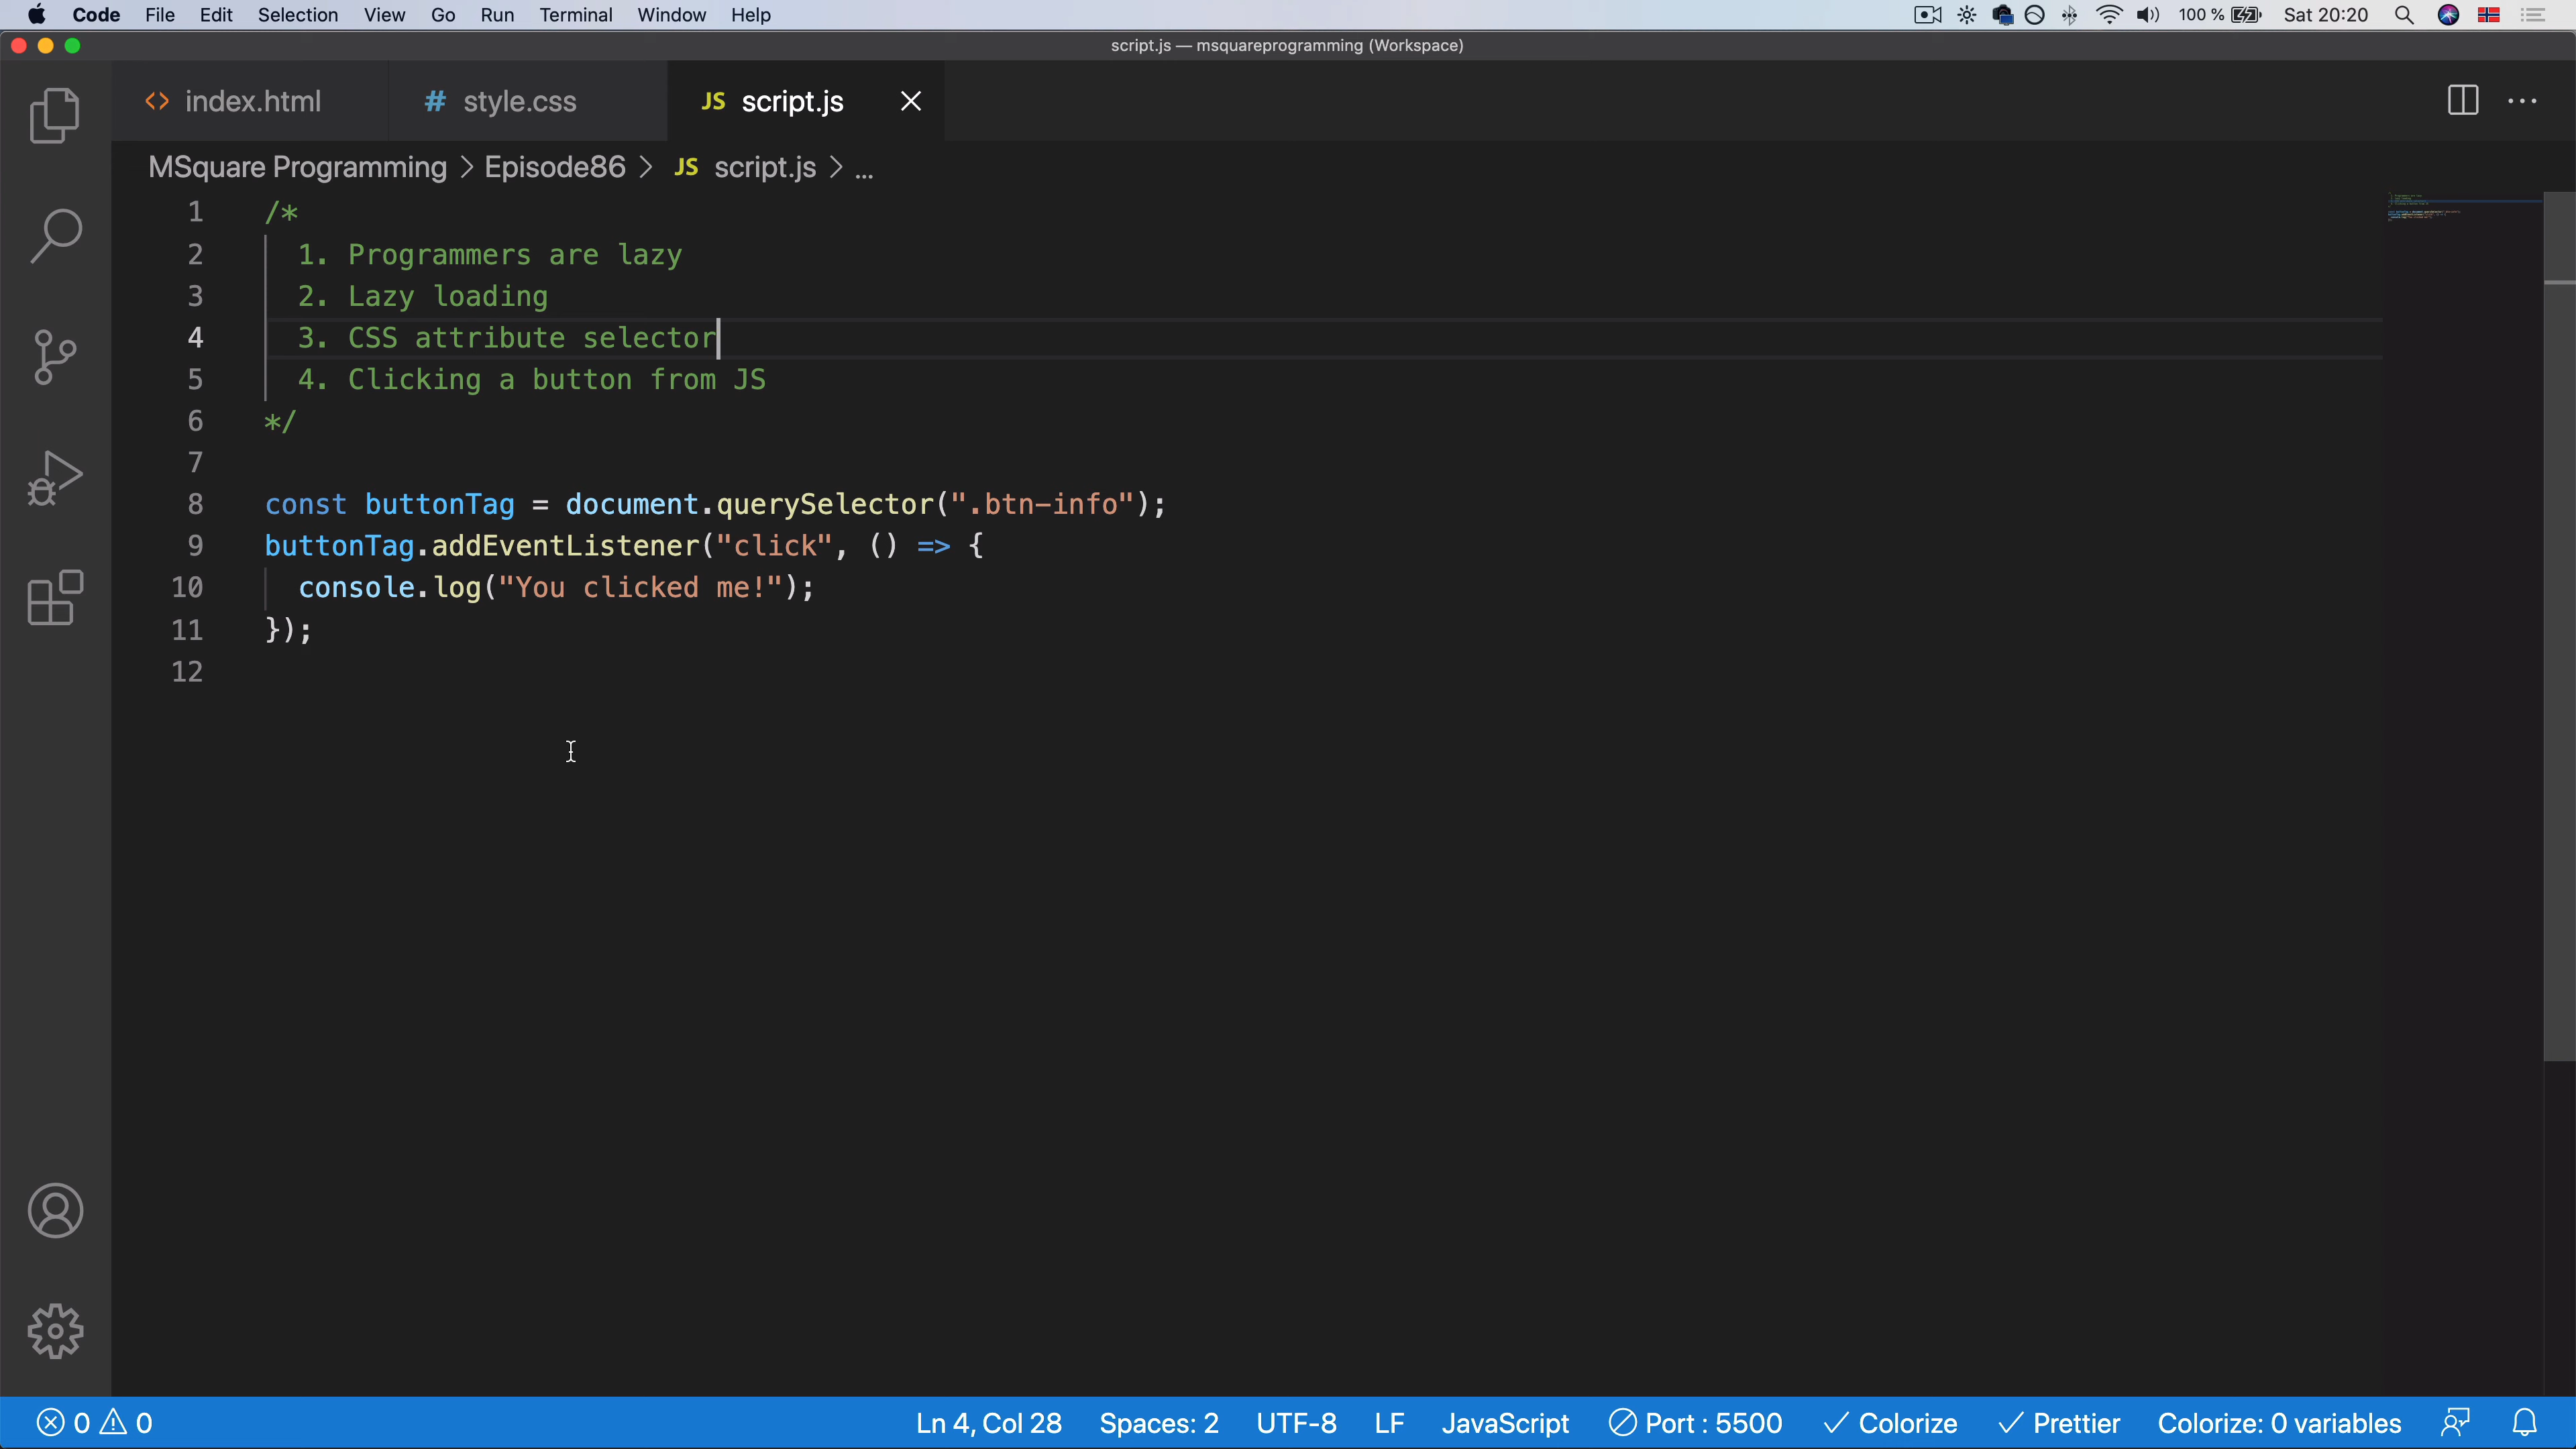 Code File Edit Selection View Go Run Terminal Window Help 100 % Sat 20:20
script.js — msquareprogramming (Workspace)
<> index.html # style.css JS script.js
MSquare Programming > Episode86 > JS script.js > ...
1 /*
2 1. Programmers are lazy
3 2. Lazy loading
4 3. CSS attribute selector
5 4. Clicking a button from JS
6 */
7
8 const buttonTag = document.querySelector(".btn-info");
9 buttonTag.addEventListener("click", () => {
10 console.log("You clicked me!");
11 });
12
0 0 Ln 4, Col 28 Spaces: 2 UTF-8 LF JavaScript Port : 5500 Colorize Prettier Colorize: 0 variables